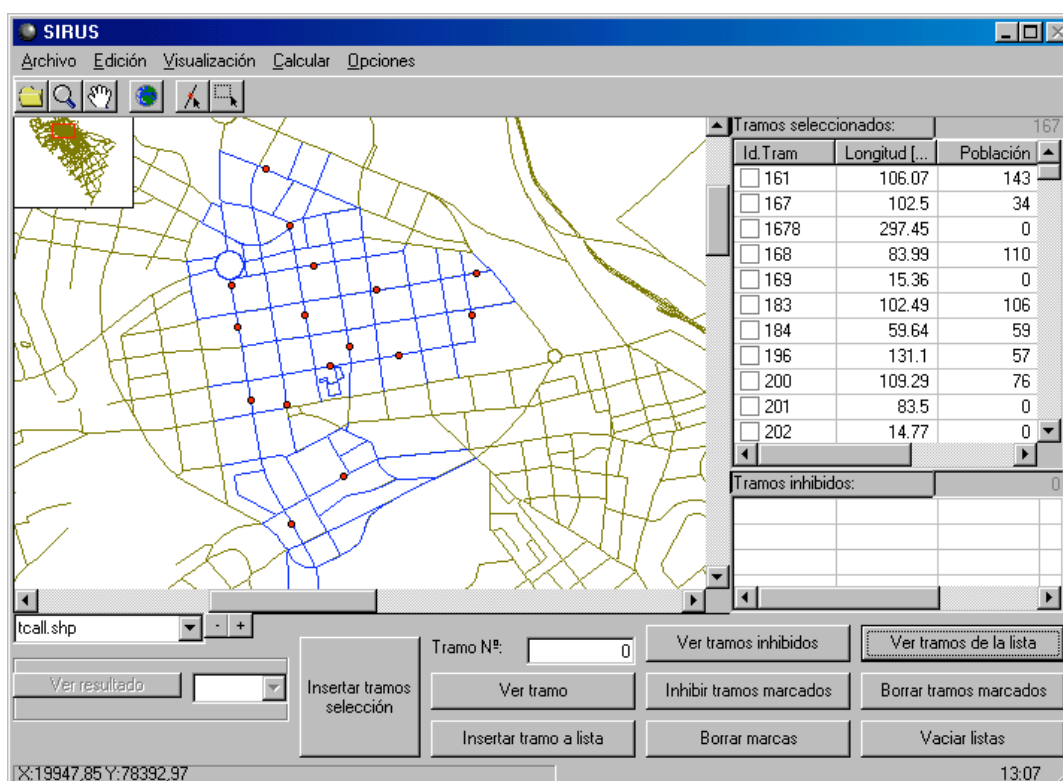 SIRUS
Archivo Edición Visualización Calcular Opciones
Tramos seleccionados: 167
Id.Tram Longitud [... Población
161 106.07 143
167 102.5 34
1678 297.45 0
168 83.99 110
169 15.36 0
183 102.49 106
184 59.64 59
196 131.1 57
200 109.29 76
201 83.5 0
202 14.77 0
Tramos inhibidos: 0
tcall.shp - +
Ver resultado
Insertar tramos selección
Tramo Nº: 0
Ver tramo
Insertar tramo a lista
Ver tramos inhibidos
Inhibir tramos marcados
Borrar marcas
Ver tramos de la lista
Borrar tramos marcados
Vaciar listas
X:19947,85 Y:78392,97 13:07